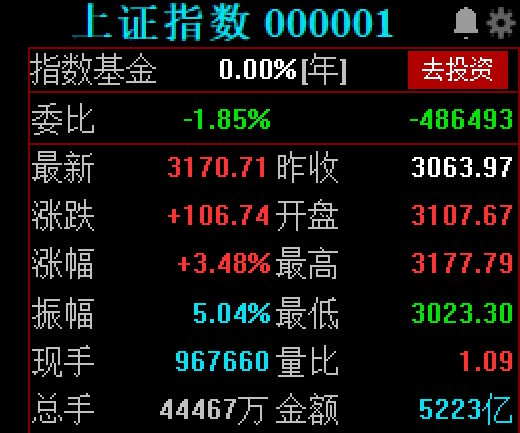 上证指数 000001
指数基金 0.00%[年] 去投资
委比 -1.85% -486493
最新 3170.71 昨收 3063.97
涨跌 +106.74 开盘 3107.67
涨幅 +3.48% 最高 3177.79
振幅 5.04% 最低 3023.30
现手 967660 量比 1.09
总手 44467万 金额 5223亿